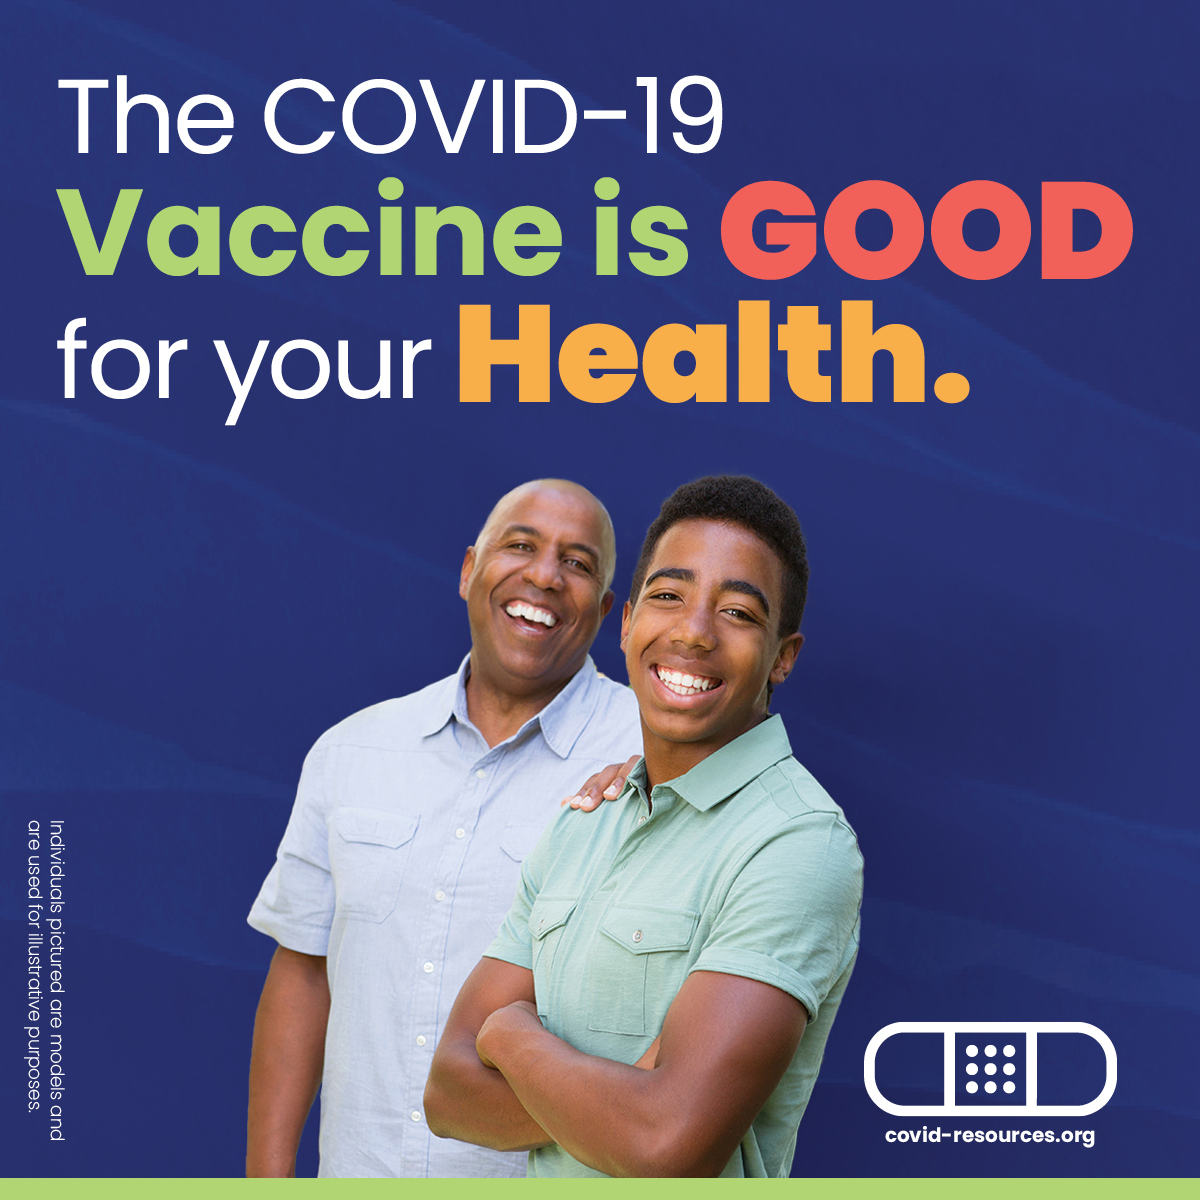 The COVID-19
Vaccine is GOOD
for your Health.
Individuals pictured are models and
are used for illustrative purposes.
covid-resources.org